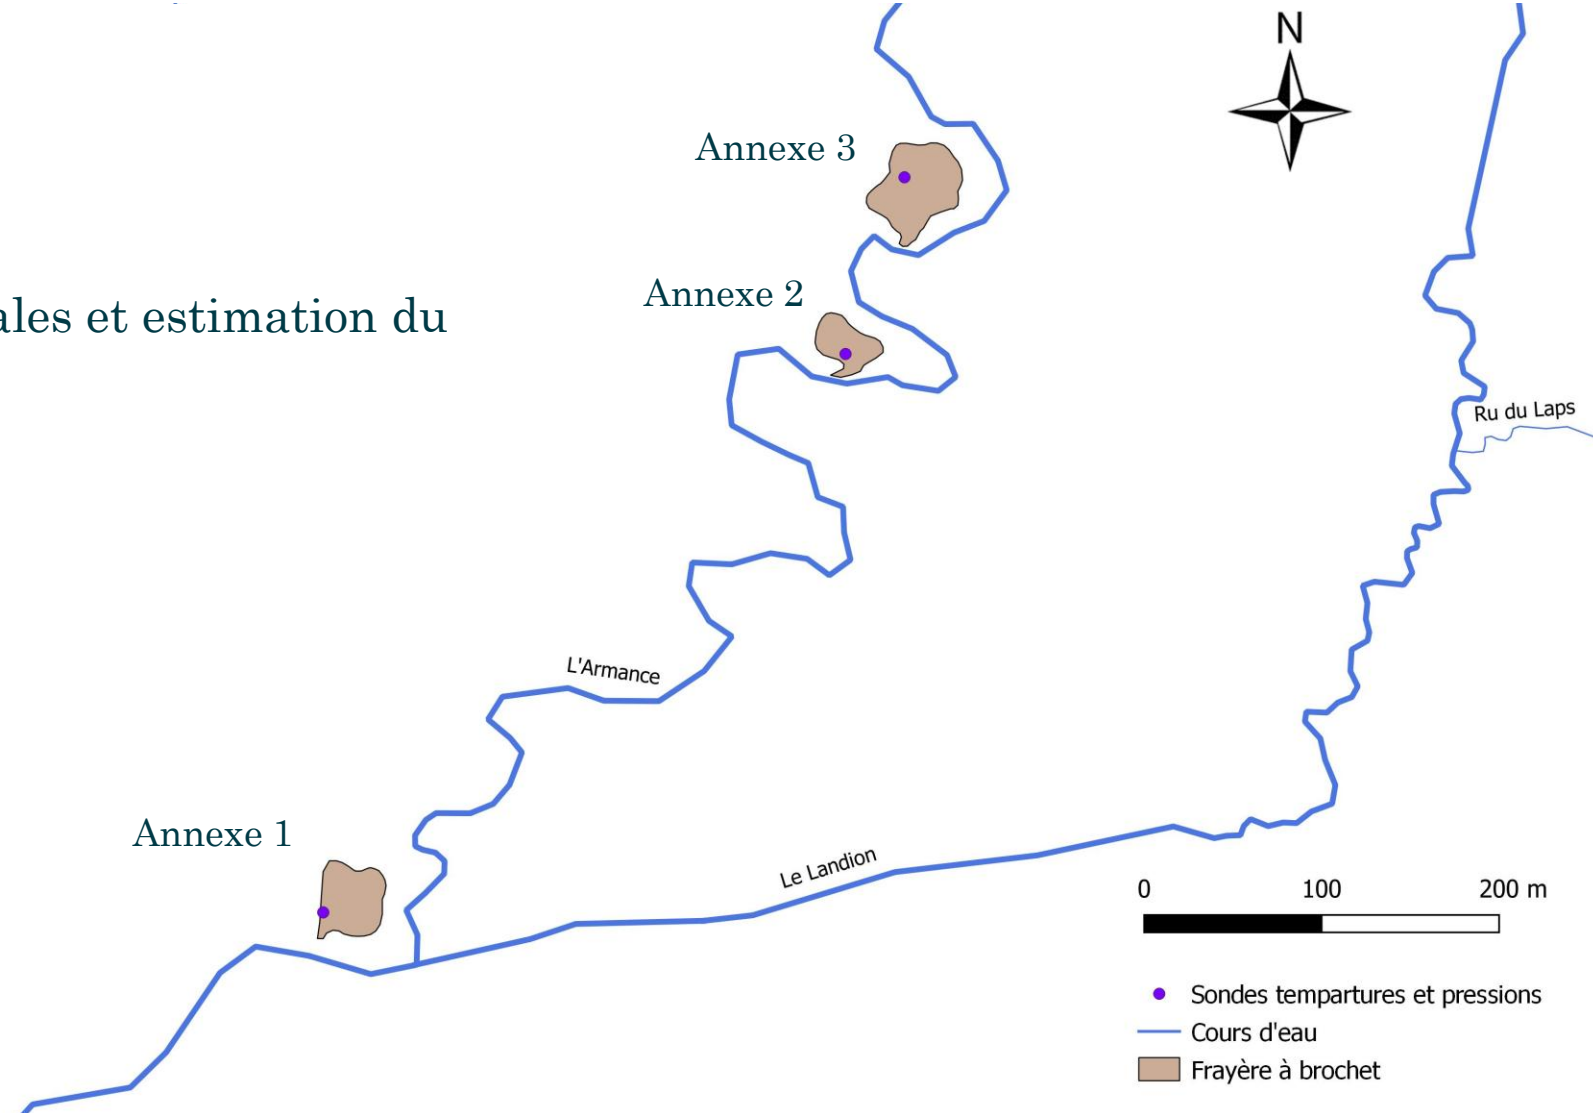 N
Annexe 3
Annexe 2
ales et estimation du
Ru du Laps
L'Armance
Annexe 1
Le Landion
0 100 200 m
Sondes tempartures et pressions
Cours d'eau
Frayère à brochet